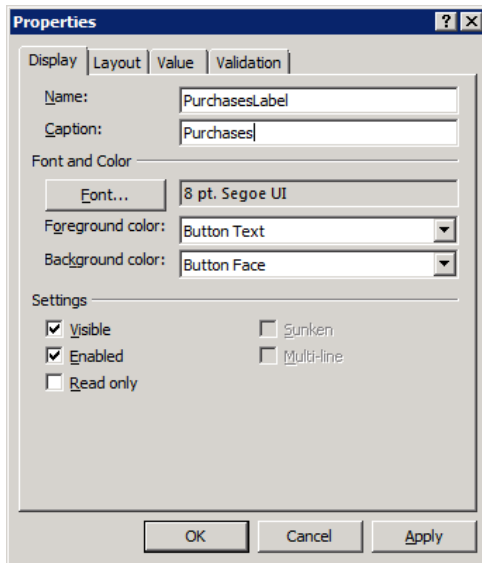 Properties
Display Layout Value Validation
Name: PurchasesLabel
Caption: Purchases
Font and Color
Font... 8 pt. Segoe UI
Foreground color: Button Text
Background color: Button Face
Settings
Visible Sunken
Enabled Multi-line
Read only
OK Cancel Apply